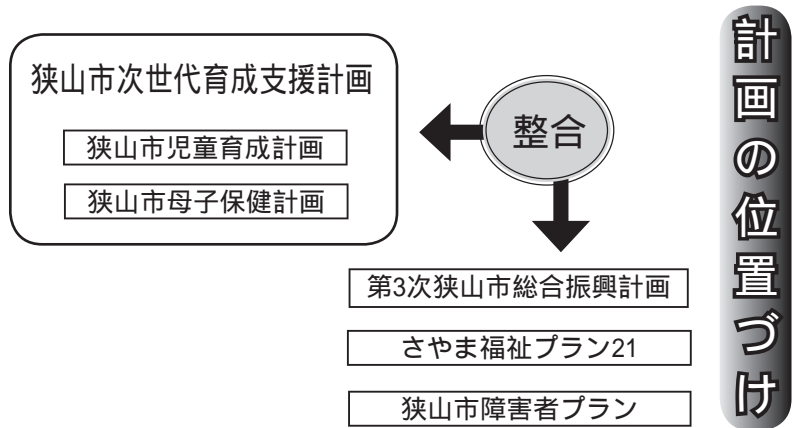 計画の位置づけ
狭山市次世代育成支援計画
狭山市児童育成計画
狭山市母子保健計画
整合
第3次狭山市総合振興計画
さやま福祉プラン21
狭山市障害者プラン